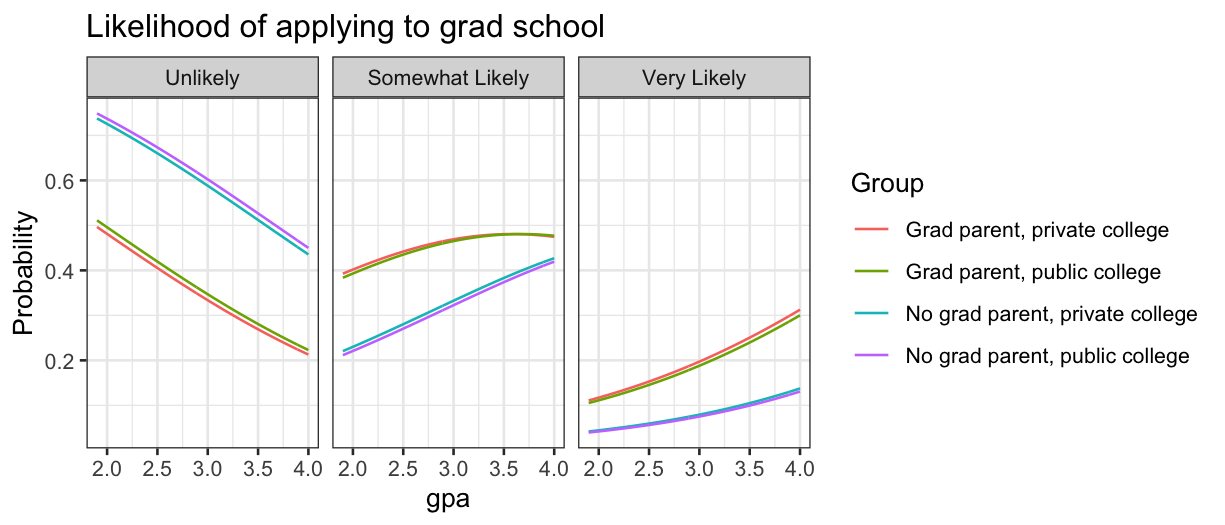 Likelihood of applying to grad school
Unlikely
Somewhat Likely
Very Likely
Probability
0.6
0.4
0.2
2.0 2.5 3.0 3.5 4.0
2.0 2.5 3.0 3.5 4.0
2.0 2.5 3.0 3.5 4.0
gpa
Group
Grad parent, private college
Grad parent, public college
No grad parent, private college
No grad parent, public college